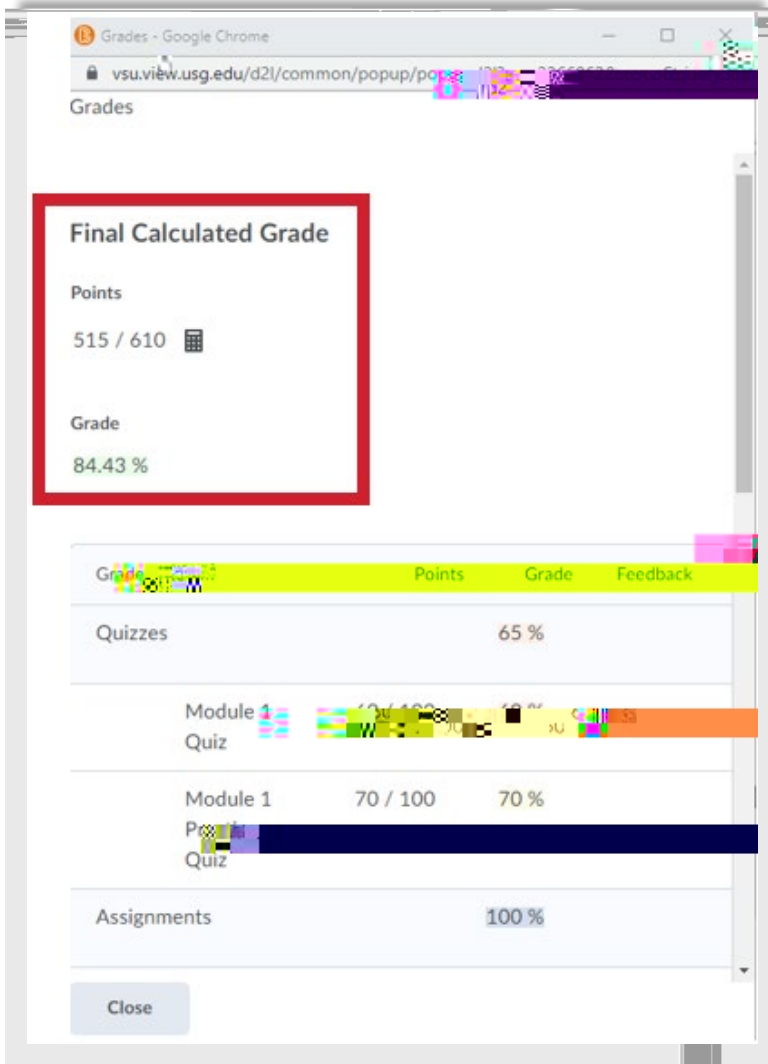 Grades - Google Chrome
vsu.view.usg.edu/d2l/common/popup/
Grades
Final Calculated Grade
Points
515 / 610
Grade
84.43 %
Points Grade Feedback
Quizzes 65 %
Module 1
Quiz
Module 1 70 / 100 70 %
Quiz
Assignments 100 %
Close